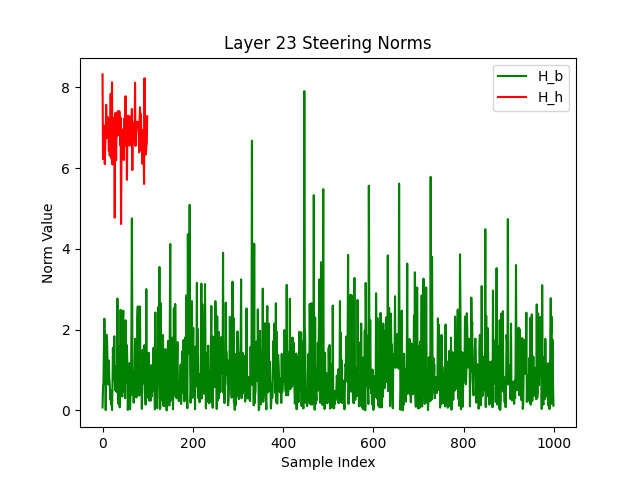 Layer 23 Steering Norms
H_b
H_h
8
6
4
2
0
Norm Value
0
200
400
600
800
1000
Sample Index